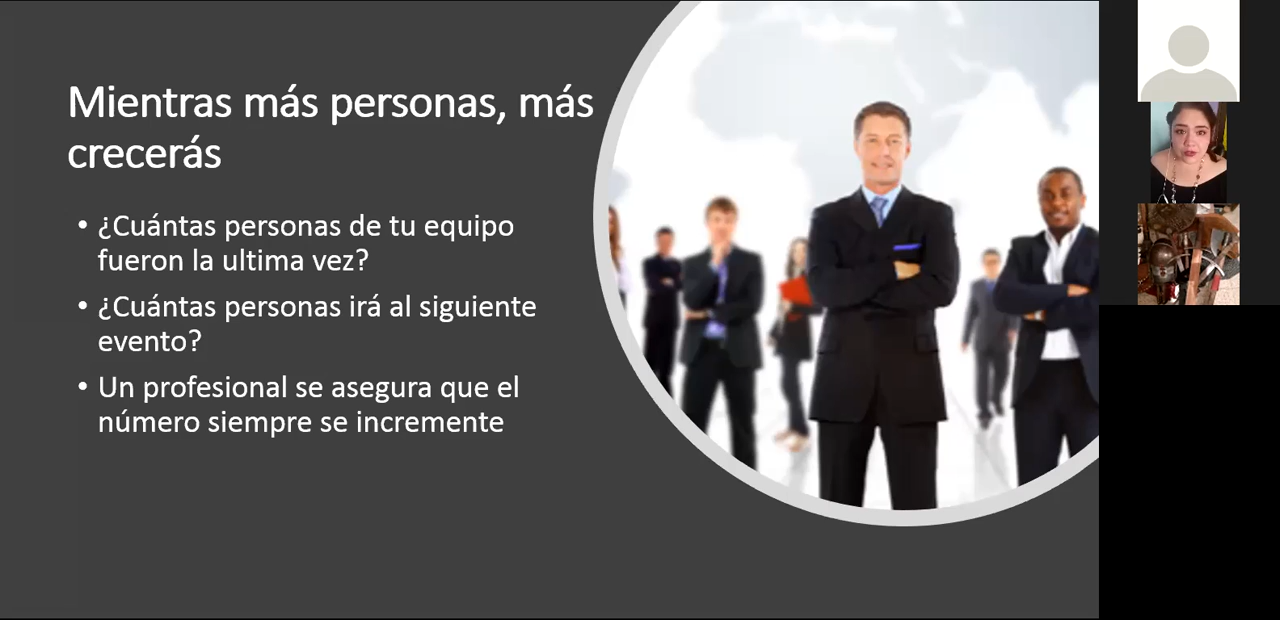 Mientras más personas, más
crecerás
• ¿Cuántas personas de tu equipo
fueron la ultima vez?
• ¿Cuántas personas irá al siguiente
evento?
• Un profesional se asegura que el
número siempre se incremente